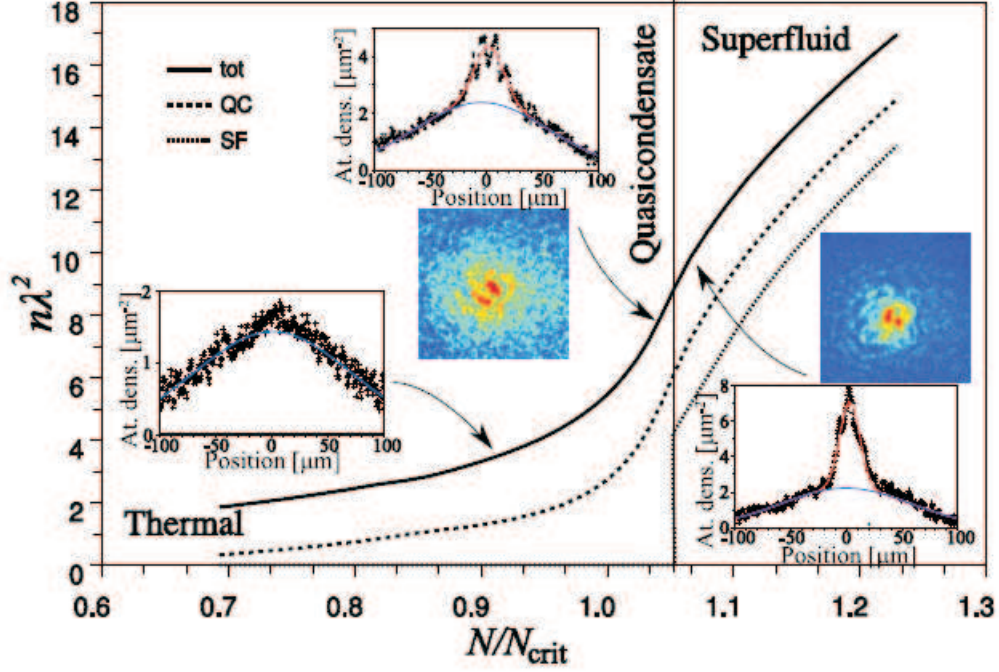 18
16
14
12
10
8
6
4
2
0
nλ²
tot
QC
SF
Thermal
Quasicondensate
Superfluid
4
2
0
At. dens. [μm⁻²]
-100 -50 0 50 100
Position [μm]
2
1
0
At. dens. [μm⁻²]
-100 -50 0 50 100
Position [μm]
8
6
4
2
0
At. dens. [μm⁻²]
-100 -50 0 50 100
Position [μm]
0.6 0.7 0.8 0.9 1.0 1.1 1.2 1.3
N/Ncrit